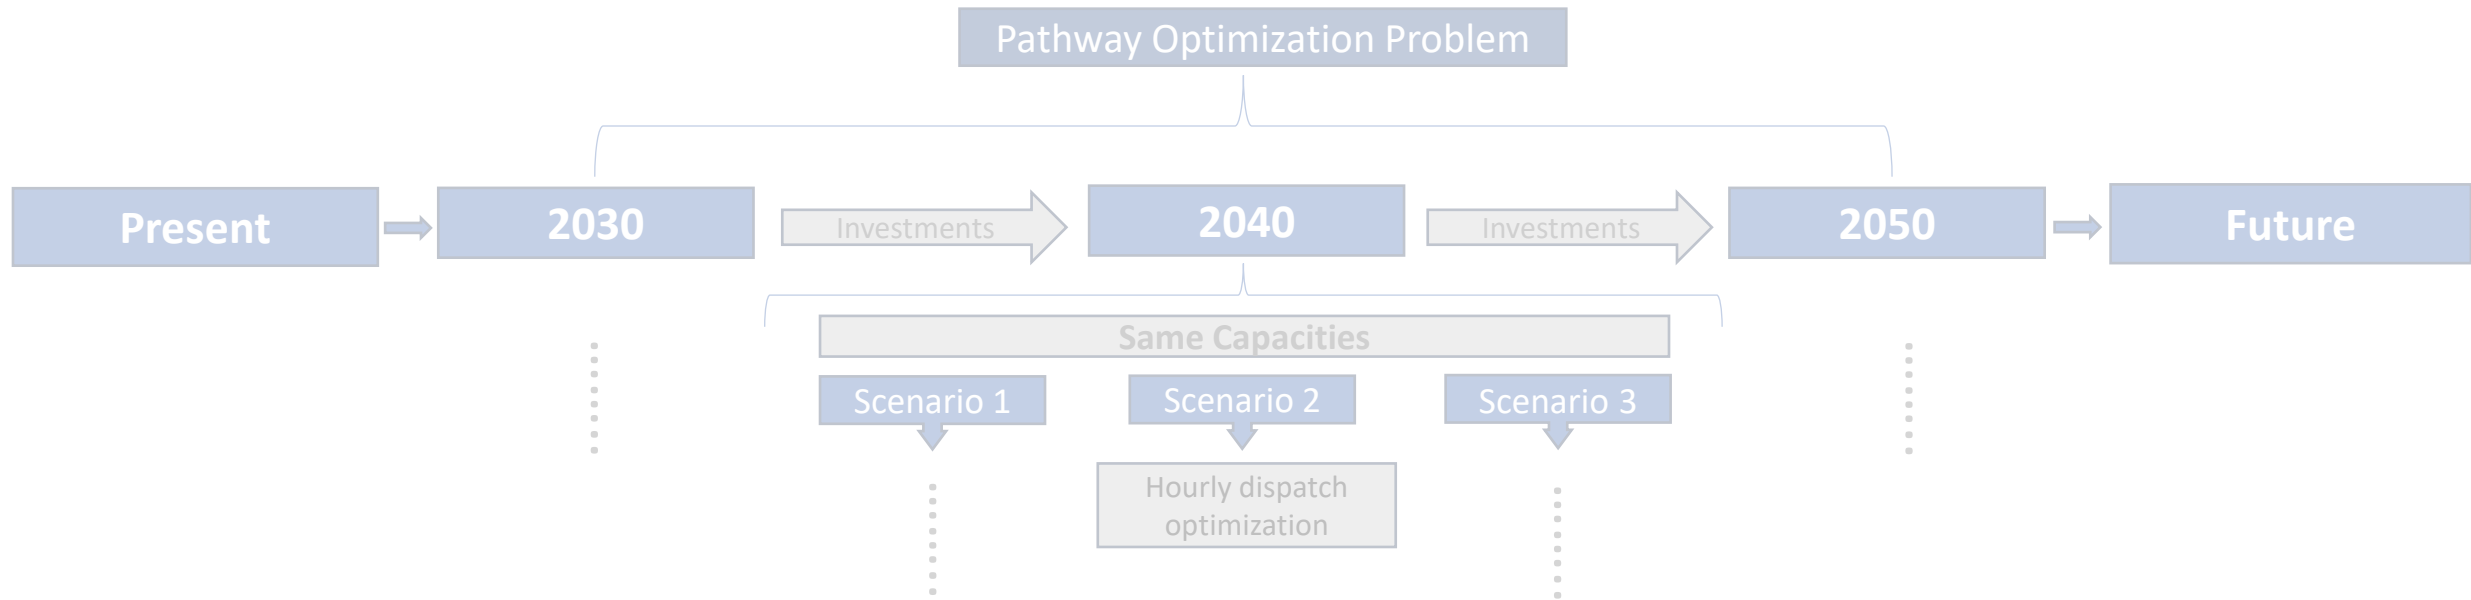 Pathway Optimization Problem
Present
2030
Investments
2040
Investments
2050
Future
Same Capacities
Scenario 1
Scenario 2
Scenario 3
Hourly dispatch
optimization